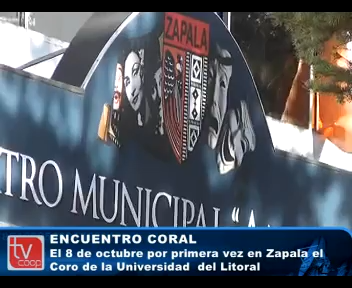 ZAPALA
TRO MUNICIPAL "A
tv
coop
ENCUENTRO CORAL
El 8 de octubre por primera vez en Zapala el
Coro de la Universidad del Litoral